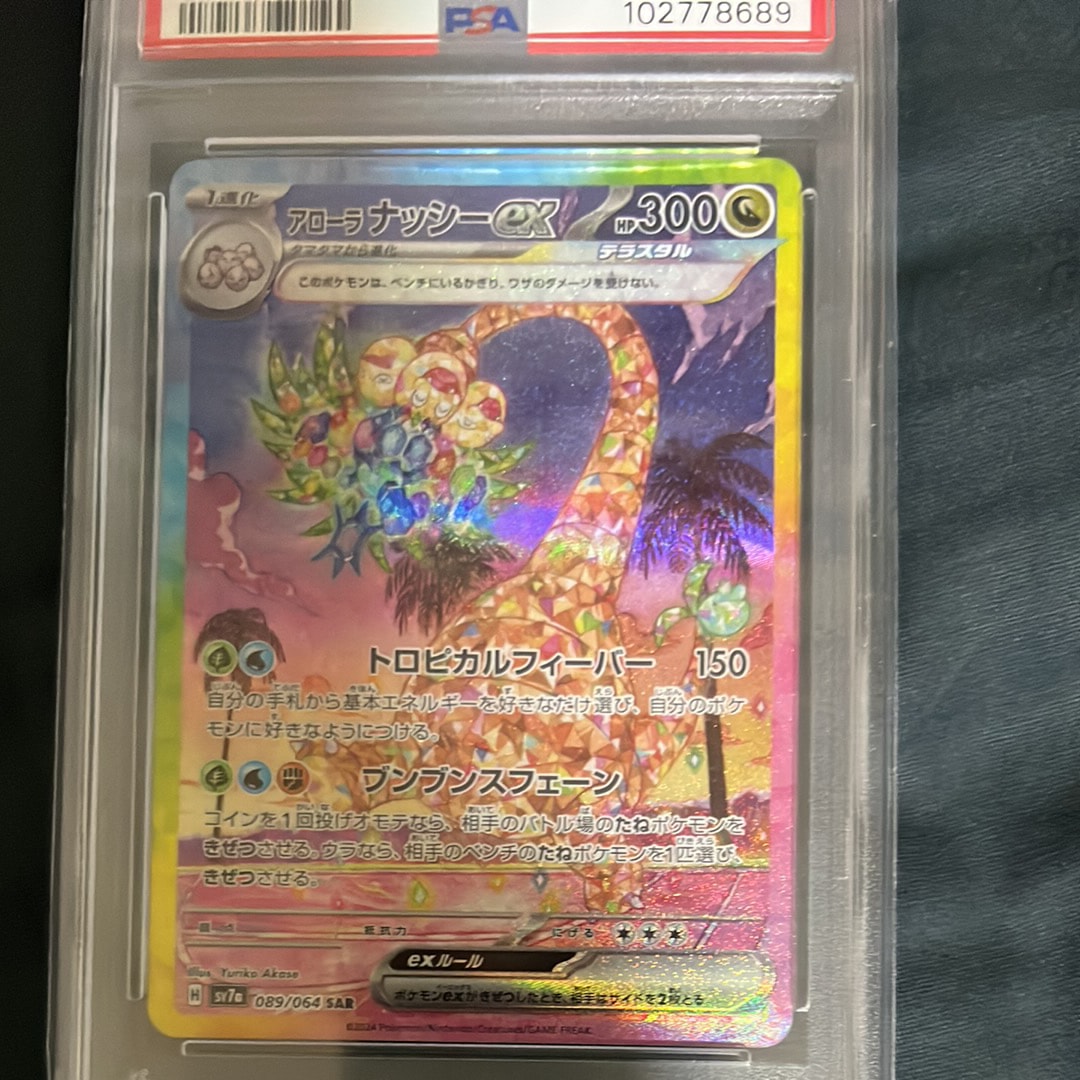 PSA
102778689
1進化
アローラ ナッシーex HP300
タマタマから進化 テラスタル
このポケモンは、ベンチにいるかぎり、ワザのダメージを受けない。
トロピカルフィーバー 150
自分の手札から基本エネルギーを好きなだけ選び、自分のポケ
モンに好きなようにつける。
ブンブンスフェーン
コインを1回投げオモテなら、相手のバトル場のたねポケモンを
きぜつさせる。ウラなら、相手のベンチのたねポケモンを1匹選び、
きぜつさせる。
抵抗力 にげる
Illus. Yuriko Akase
exルール
ポケモンexがきぜつしたとき、相手はサイドを2枚とる
H sv7a 089/064 SAR
©2024 Pokémon/Nintendo/Creatures/GAME FREAK